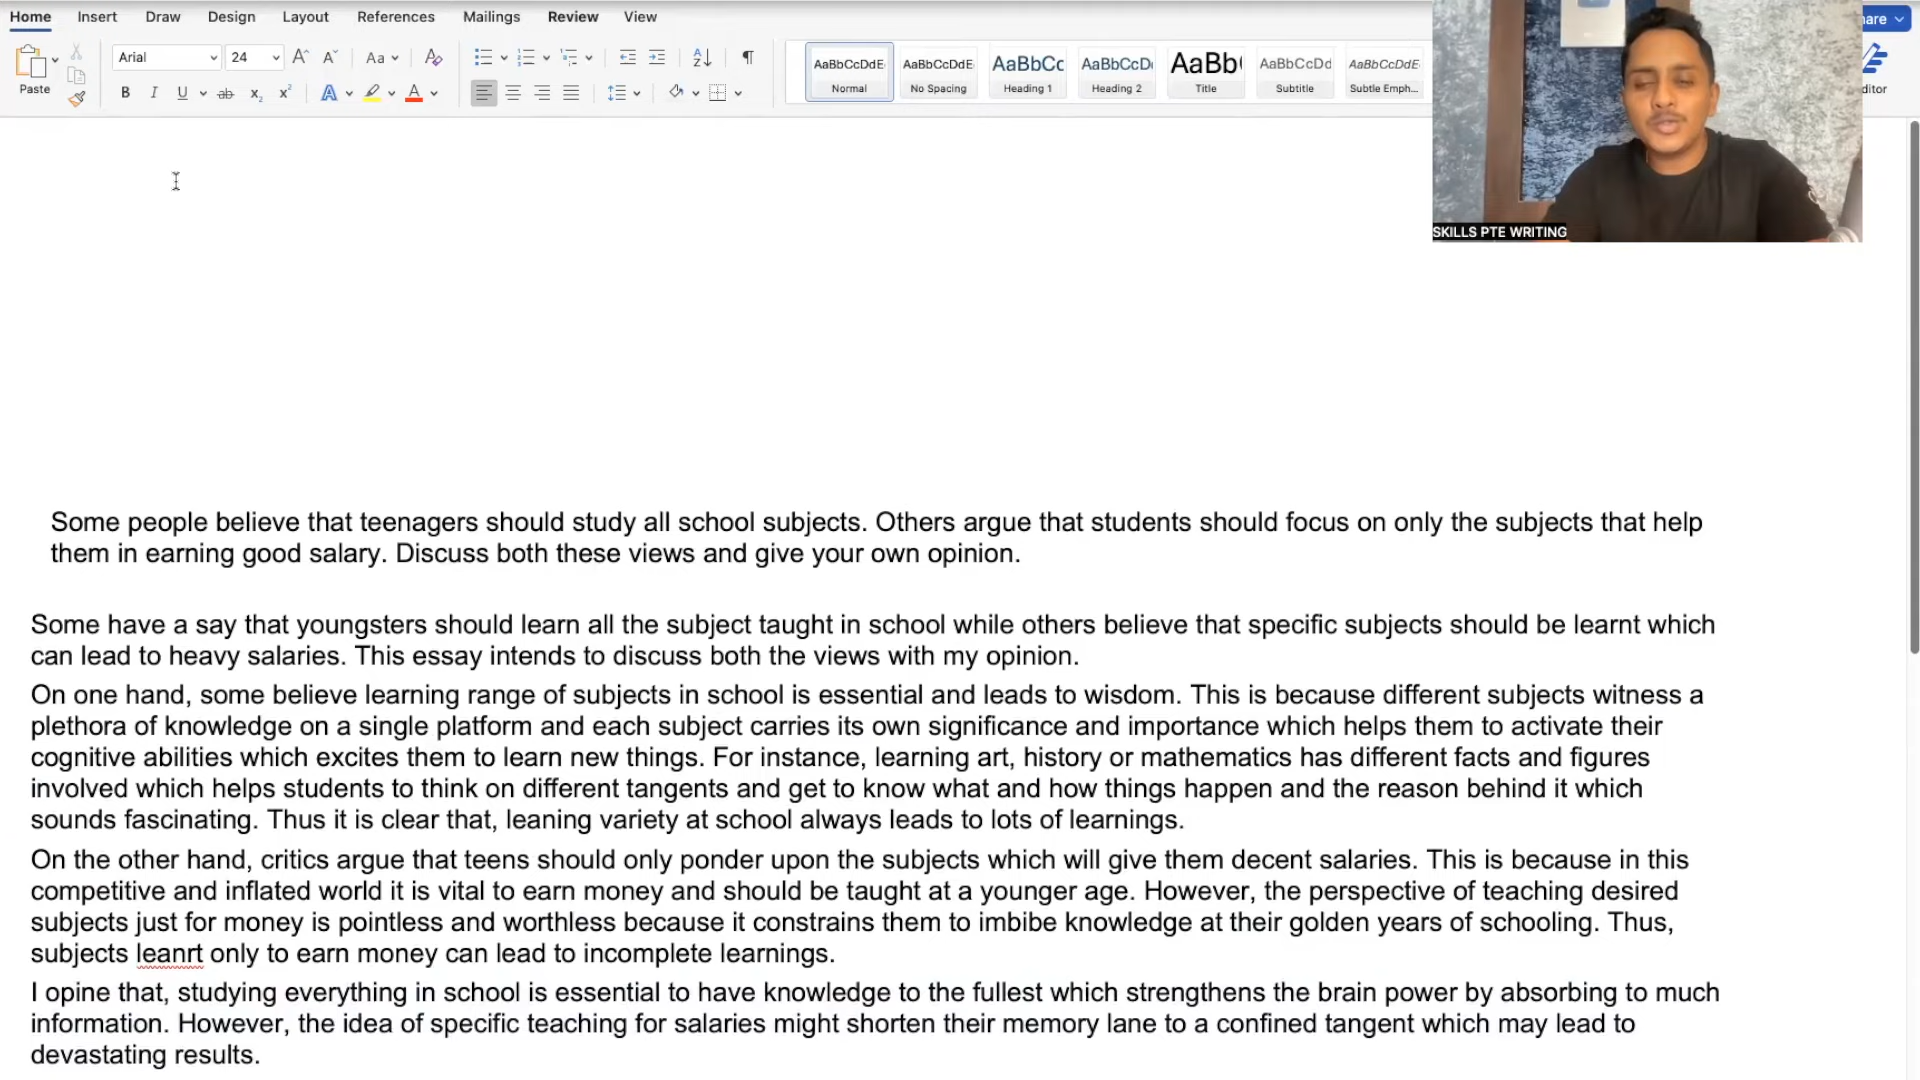 Home Insert Draw Design Layout References Mailings Review View
are
Arial 24 Aa
Paste
B I U ab x₂ x² A A
AaBbCcDdE AaBbCcDdE AaBbCc AaBbCcD AaBb AaBbCcDd AaBbCcDdE
Normal No Spacing Heading 1 Heading 2 Title Subtitle Subtle Emph...
ditor
SKILLS PTE WRITING
Some people believe that teenagers should study all school subjects. Others argue that students should focus on only the subjects that help
them in earning good salary. Discuss both these views and give your own opinion.
Some have a say that youngsters should learn all the subject taught in school while others believe that specific subjects should be learnt which
can lead to heavy salaries. This essay intends to discuss both the views with my opinion.
On one hand, some believe learning range of subjects in school is essential and leads to wisdom. This is because different subjects witness a
plethora of knowledge on a single platform and each subject carries its own significance and importance which helps them to activate their
cognitive abilities which excites them to learn new things. For instance, learning art, history or mathematics has different facts and figures
involved which helps students to think on different tangents and get to know what and how things happen and the reason behind it which
sounds fascinating. Thus it is clear that, leaning variety at school always leads to lots of learnings.
On the other hand, critics argue that teens should only ponder upon the subjects which will give them decent salaries. This is because in this
competitive and inflated world it is vital to earn money and should be taught at a younger age. However, the perspective of teaching desired
subjects just for money is pointless and worthless because it constrains them to imbibe knowledge at their golden years of schooling. Thus,
subjects leanrt only to earn money can lead to incomplete learnings.
I opine that, studying everything in school is essential to have knowledge to the fullest which strengthens the brain power by absorbing to much
information. However, the idea of specific teaching for salaries might shorten their memory lane to a confined tangent which may lead to
devastating results.